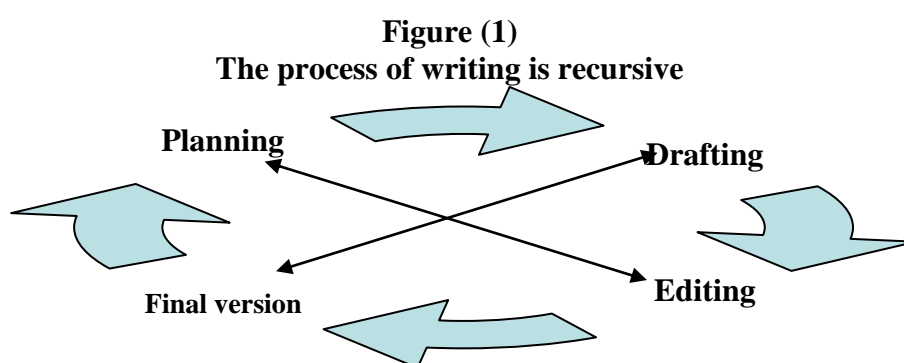 Figure (1)
The process of writing is recursive
Planning
Drafting
Final version
Editing